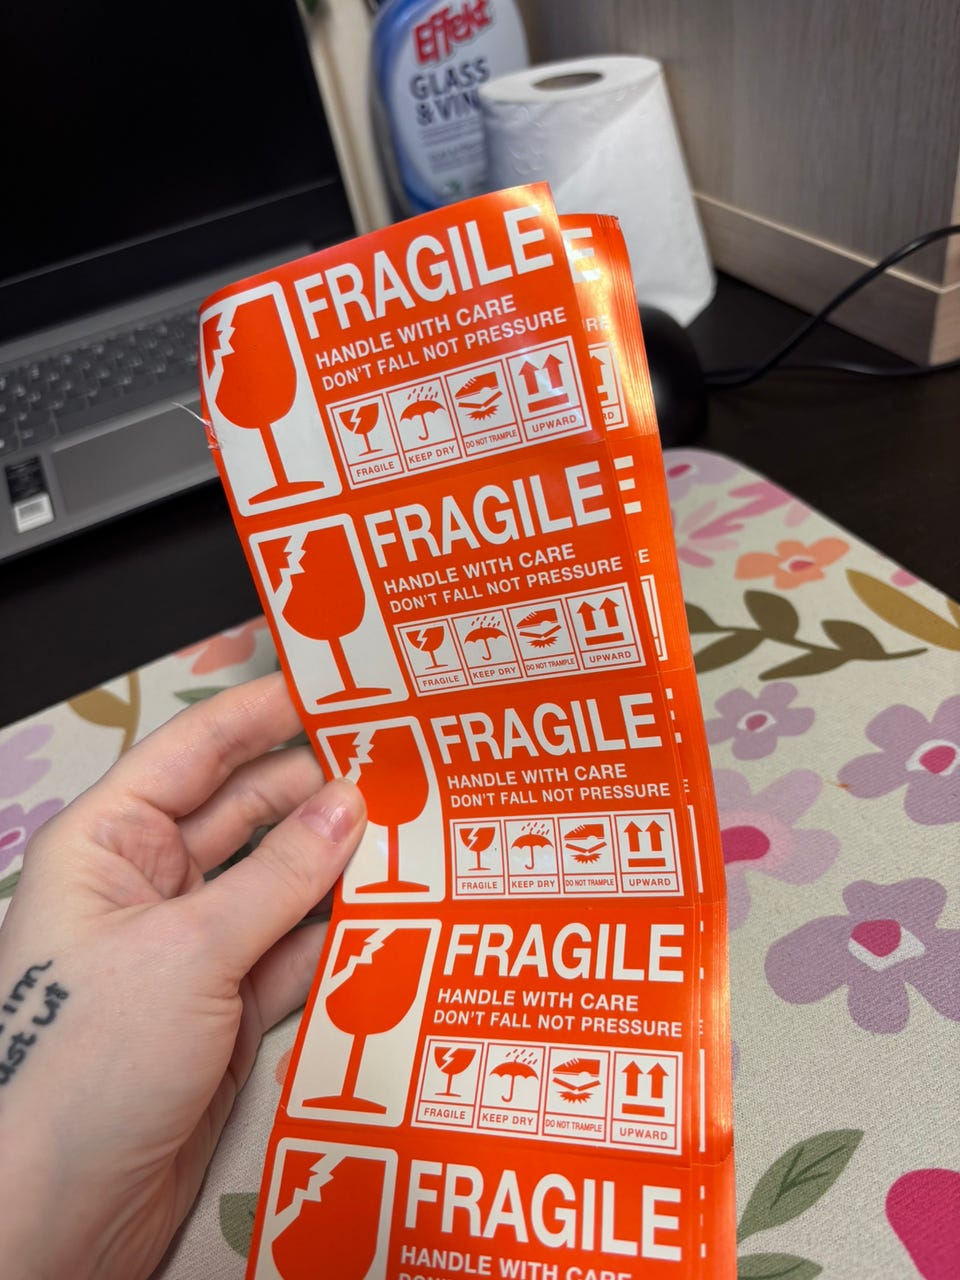 Effekt
GLASS
& VIN
FRAGILE
HANDLE WITH CARE
DON'T FALL NOT PRESSURE
FRAGILE
KEEP DRY
DO NOT TRAMPLE
UPWARD
FRAGILE
HANDLE WITH CARE
DON'T FALL NOT PRESSURE
FRAGILE
KEEP DRY
DO NOT TRAMPLE
UPWARD
FRAGILE
HANDLE WITH CARE
DON'T FALL NOT PRESSURE
FRAGILE
KEEP DRY
DO NOT TRAMPLE
UPWARD
FRAGILE
HANDLE WITH CARE
DON'T FALL NOT PRESSURE
FRAGILE
KEEP DRY
DO NOT TRAMPLE
UPWARD
FRAGILE
HANDLE WITH CARE